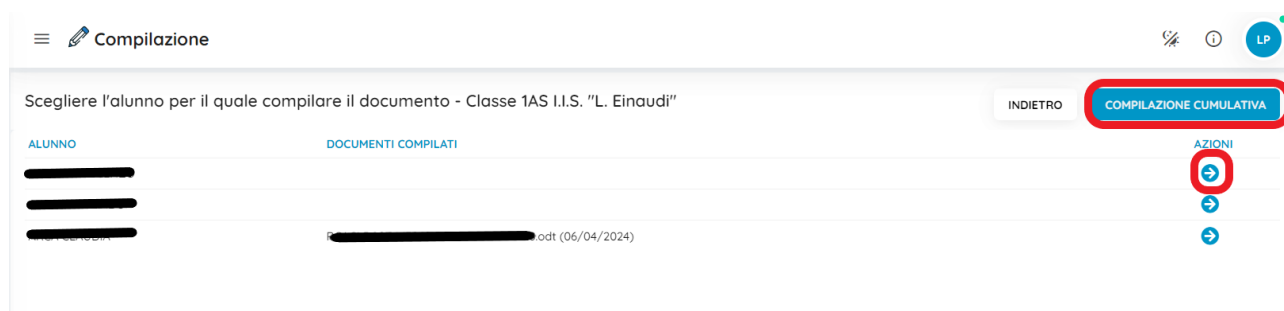 Compilazione
LP
Scegliere l'alunno per il quale compilare il documento - Classe 1AS I.I.S. "L. Einaudi"
INDIETRO
COMPILAZIONE CUMULATIVA
ALUNNO DOCUMENTI COMPILATI AZIONI
.odt (06/04/2024)